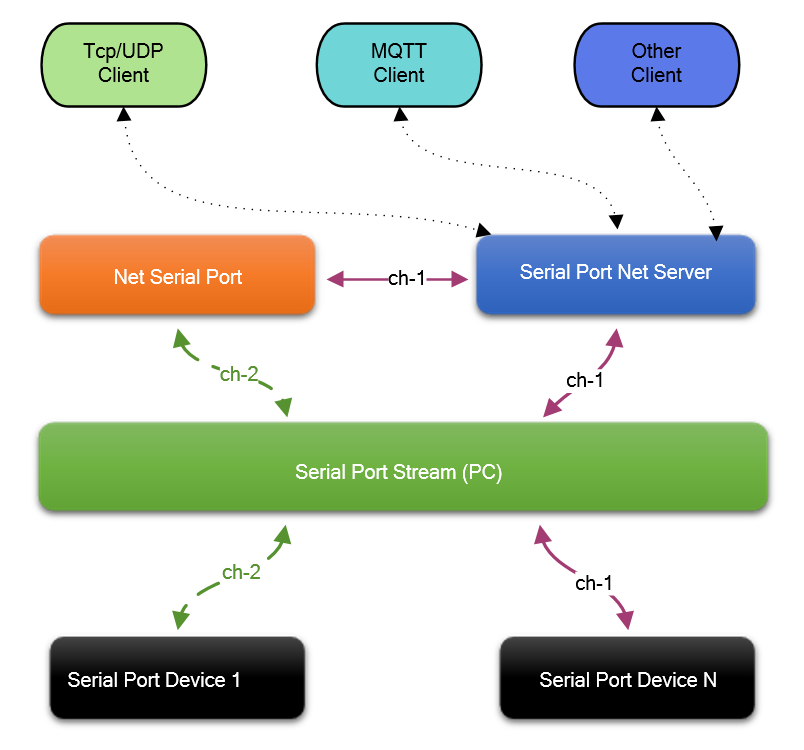 Tcp/UDP
Client
MQTT
Client
Other
Client
Net Serial Port
ch-1
Serial Port Net Server
ch-2
ch-1
Serial Port Stream (PC)
ch-2
ch-1
Serial Port Device 1
Serial Port Device N